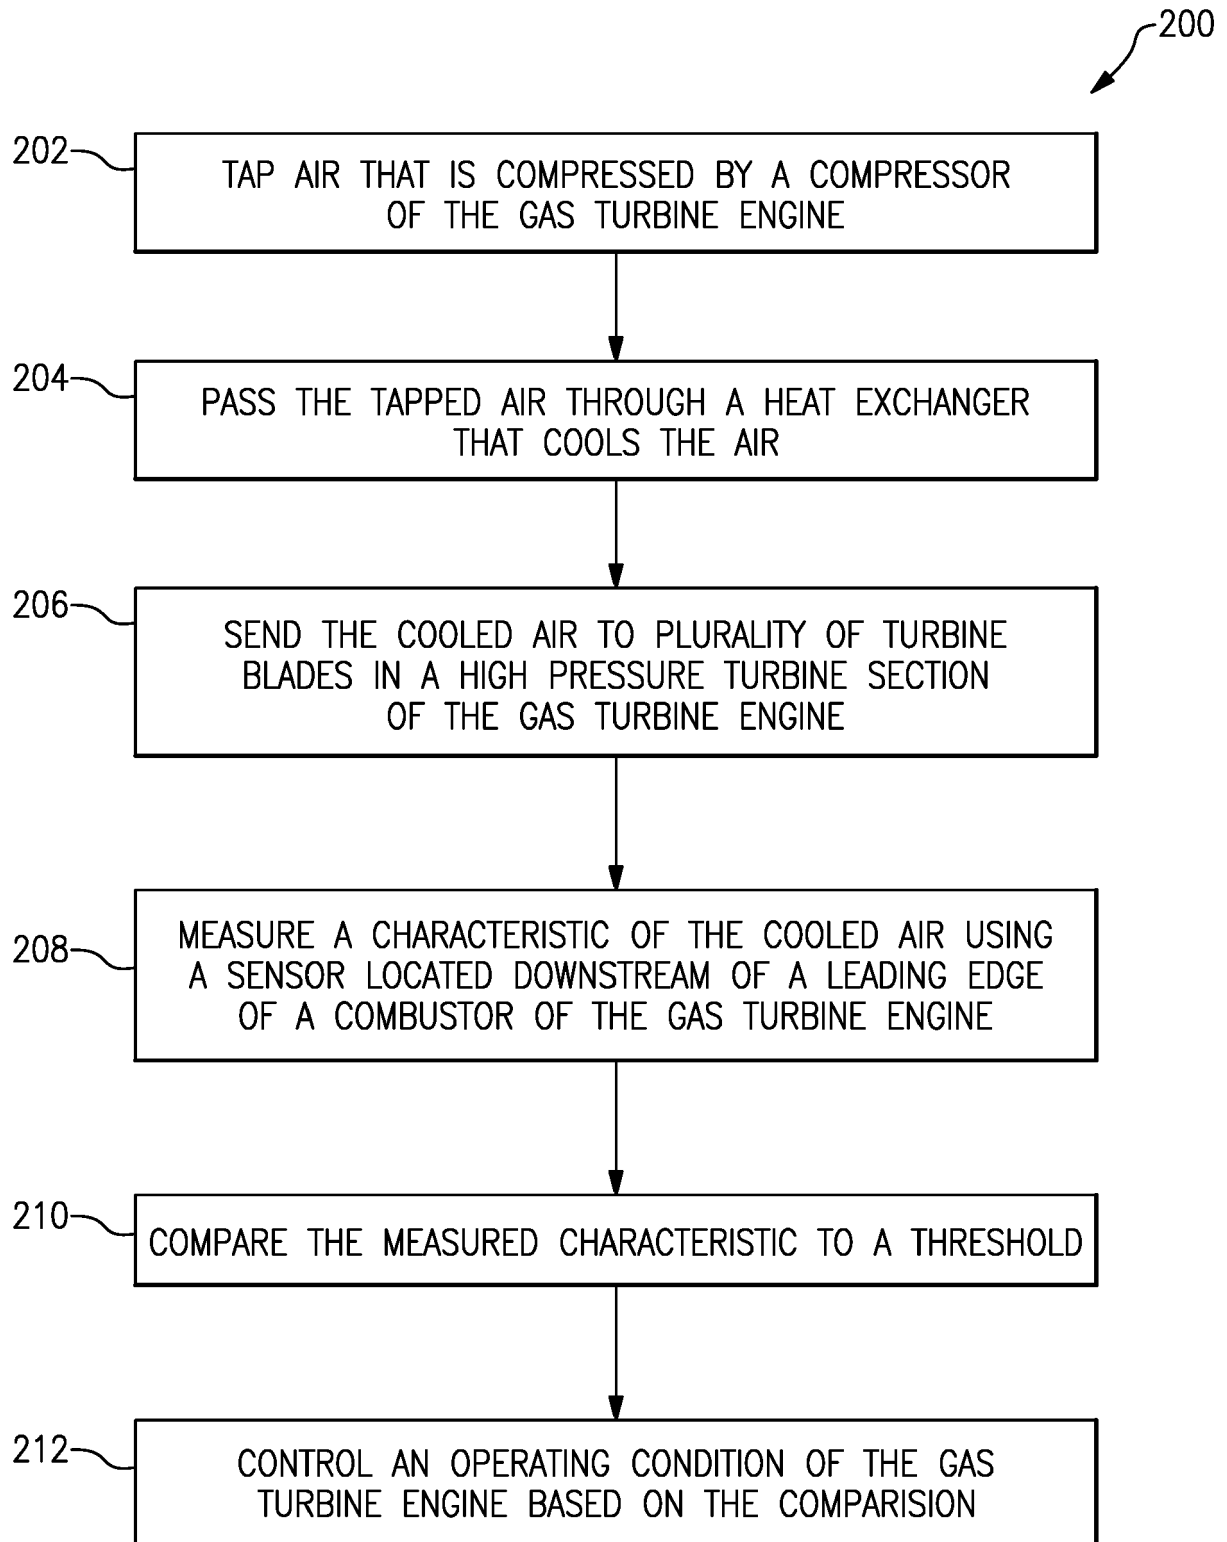 200
202
TAP AIR THAT IS COMPRESSED BY A COMPRESSOR
OF THE GAS TURBINE ENGINE
204
PASS THE TAPPED AIR THROUGH A HEAT EXCHANGER
THAT COOLS THE AIR
206
SEND THE COOLED AIR TO PLURALITY OF TURBINE
BLADES IN A HIGH PRESSURE TURBINE SECTION
OF THE GAS TURBINE ENGINE
208
MEASURE A CHARACTERISTIC OF THE COOLED AIR USING
A SENSOR LOCATED DOWNSTREAM OF A LEADING EDGE
OF A COMBUSTOR OF THE GAS TURBINE ENGINE
210
COMPARE THE MEASURED CHARACTERISTIC TO A THRESHOLD
212
CONTROL AN OPERATING CONDITION OF THE GAS
TURBINE ENGINE BASED ON THE COMPARISION